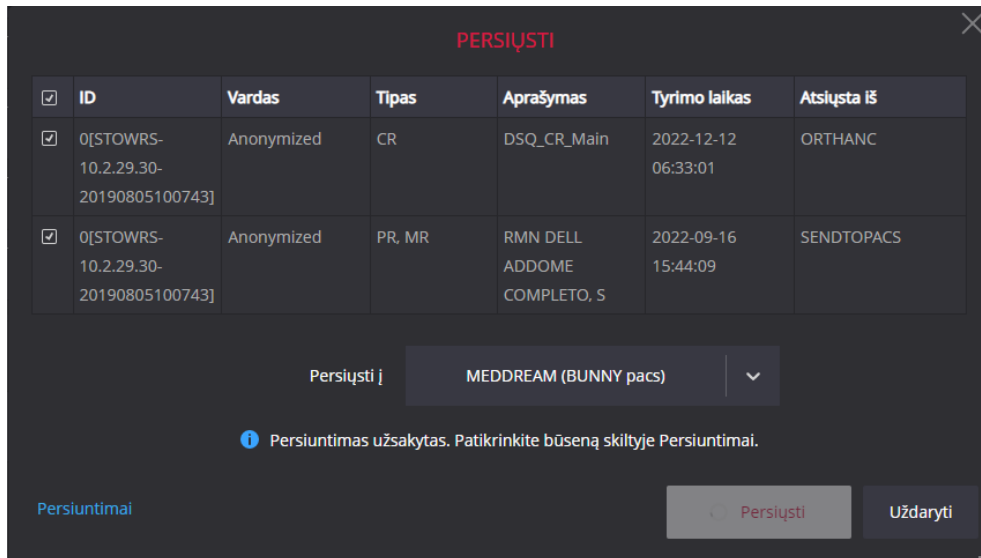 PERSIŲSTI
ID Vardas Tipas Aprašymas Tyrimo laikas Atsiųsta iš
0[STOWRS- Anonymized CR DSQ_CR_Main 2022-12-12 ORTHANC
10.2.29.30- 06:33:01
20190805100743]
0[STOWRS- Anonymized PR, MR RMN DELL 2022-09-16 SENDTOPACS
10.2.29.30- ADDOME 15:44:09
20190805100743] COMPLETO, S
Persiųsti į MEDDREAM (BUNNY pacs)
Persiuntimas užsakytas. Patikrinkite būseną skiltyje Persiuntimai.
Persiuntimai Persiųsti Uždaryti